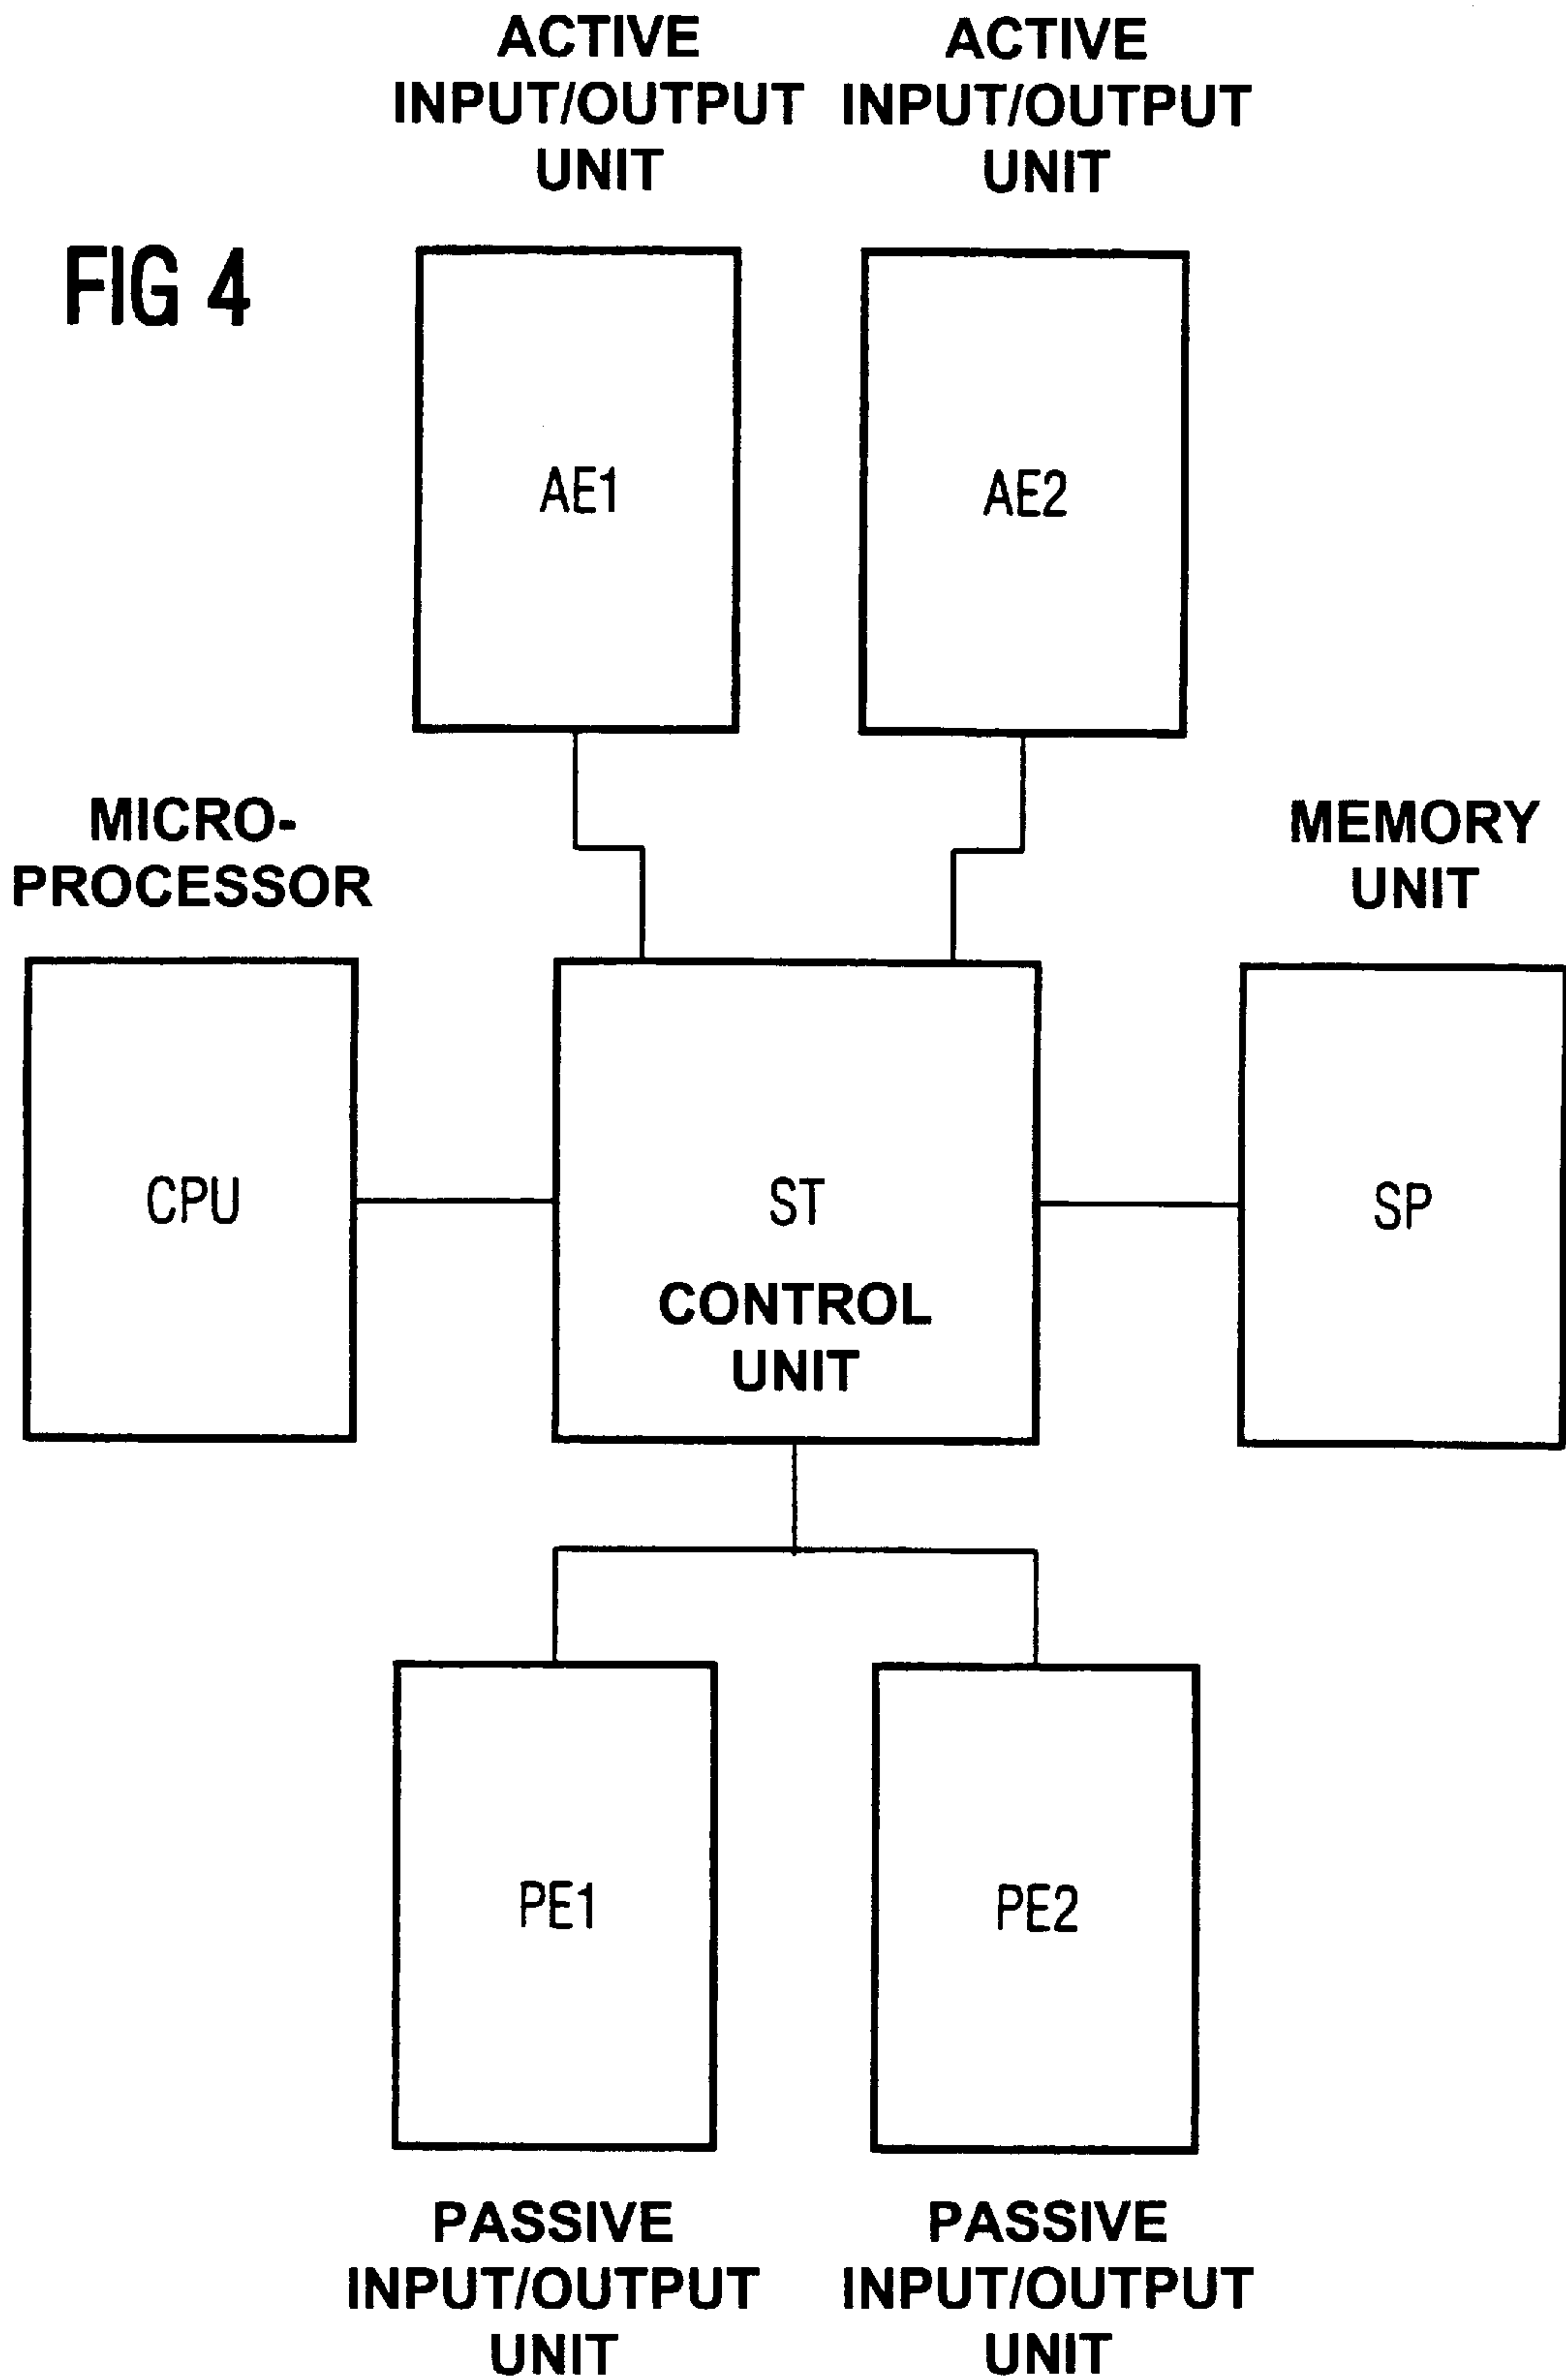 ACTIVE
INPUT/OUTPUT
UNIT
ACTIVE
INPUT/OUTPUT
UNIT
FIG 4
AE1
AE2
MICRO-
PROCESSOR
MEMORY
UNIT
CPU
ST
CONTROL
UNIT
SP
PE1
PE2
PASSIVE
INPUT/OUTPUT
UNIT
PASSIVE
INPUT/OUTPUT
UNIT